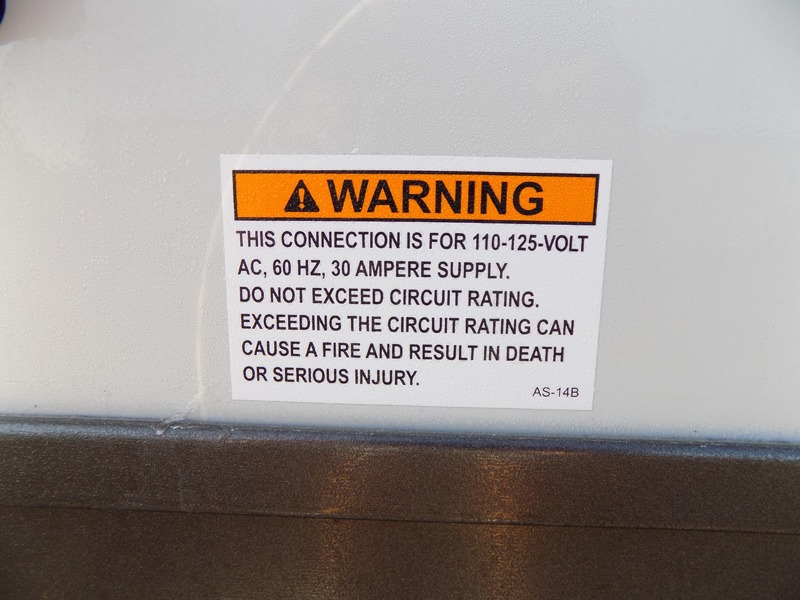 WARNING
THIS CONNECTION IS FOR 110-125-VOLT
AC, 60 HZ, 30 AMPERE SUPPLY.
DO NOT EXCEED CIRCUIT RATING.
EXCEEDING THE CIRCUIT RATING CAN
CAUSE A FIRE AND RESULT IN DEATH
OR SERIOUS INJURY.
AS-14B